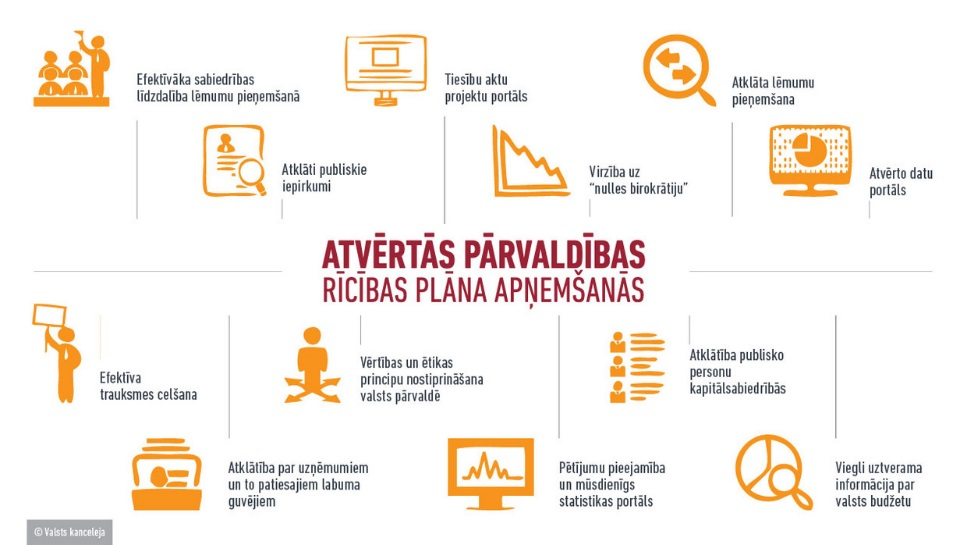 Efektīvāka sabiedrības
līdzdalība lēmumu pieņemšanā
Tiesību aktu
projektu portāls
Atklāta lēmumu
pieņemšana
Atklāti publiskie
iepirkumi
Virzība uz
“nulles birokrātiju”
Atvērto datu
portāls
ATVĒRTĀS PĀRVALDĪBAS
RĪCĪBAS PLĀNA APŅEMŠANĀS
Efektīva
trauksmes celšana
Vērtības un ētikas
principu nostiprināšana
valsts pārvaldē
Atklātība publisko
personu
kapitālsabiedrībās
Atklātība par uzņēmumiem
un to patiesajiem labuma
guvējiem
Pētījumu pieejamība
un mūsdienīgs
statistikas portāls
Viegli uztverama
informācija par
valsts budžetu
© Valsts kanceleja